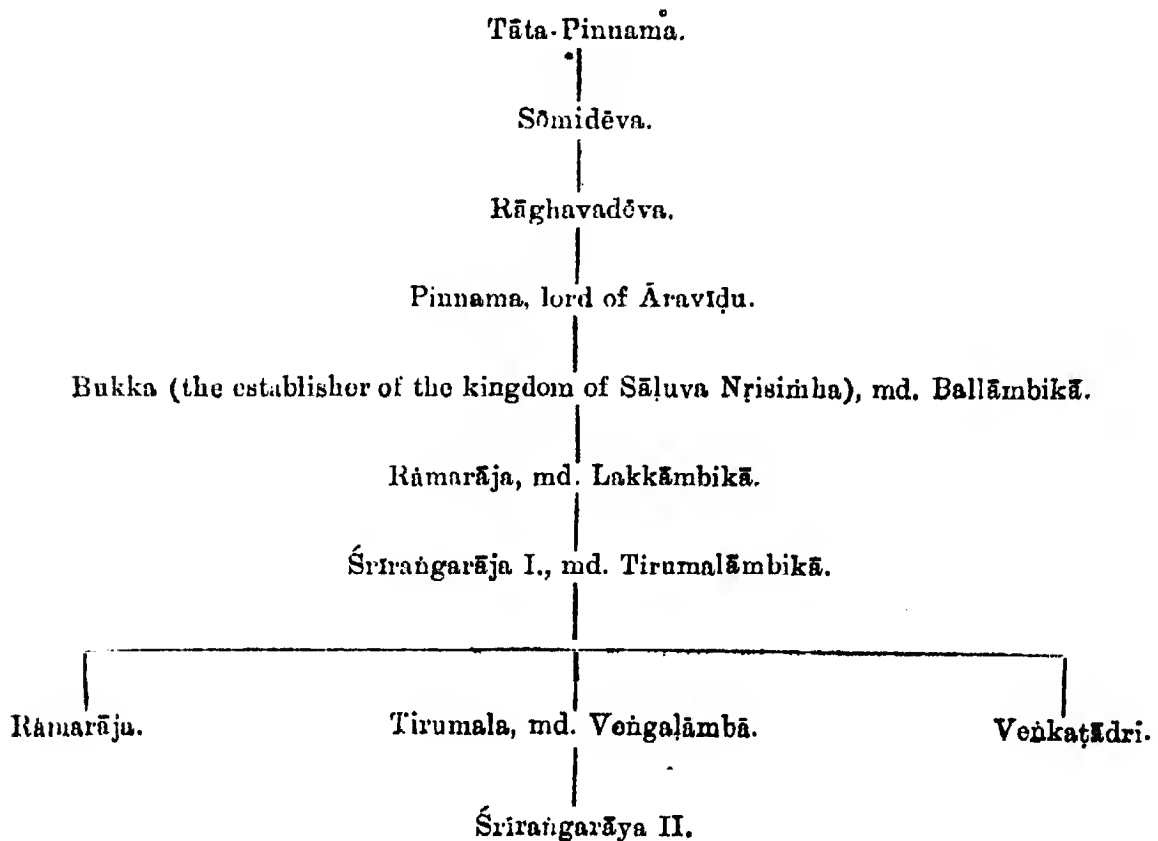 Tāta-Pinnama.
Sōmidēva.
Rāghavadēva.
Pinnama, lord of Āravīḍu.
Bukka (the establisher of the kingdom of Sāḷuva Nṛisiṁha), md. Ballāmbikā.
Rāmarāja, md. Lakkāmbikā.
Śrīraṅgarāja I., md. Tirumalāmbikā.
Rāmarāja. Tirumala, md. Veṅgaḷāmbā. Veṅkaṭādri.
Śrīraṅgarāya II.